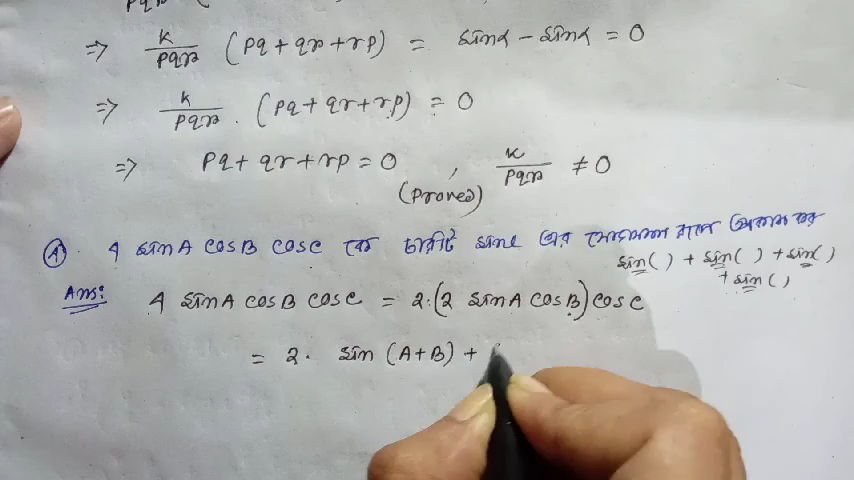 ⇒ k/pqr (pq + qr + rp) = sinα - sinα = 0
⇒ k/pqr . (pq + qr + rp) = 0
⇒ pq + qr + rp = 0 , k/pqr ≠ 0
(Proved)
4 sinA cosB cosC কে চারটি sine এর যোগফল রূপে প্রকাশ কর
sin( ) + sin( ) + sin( )
+ sin( )
Ans: 4 sinA cosB cosC = 2.(2 sinA cosB) cosC
= 2. sin (A+B) +